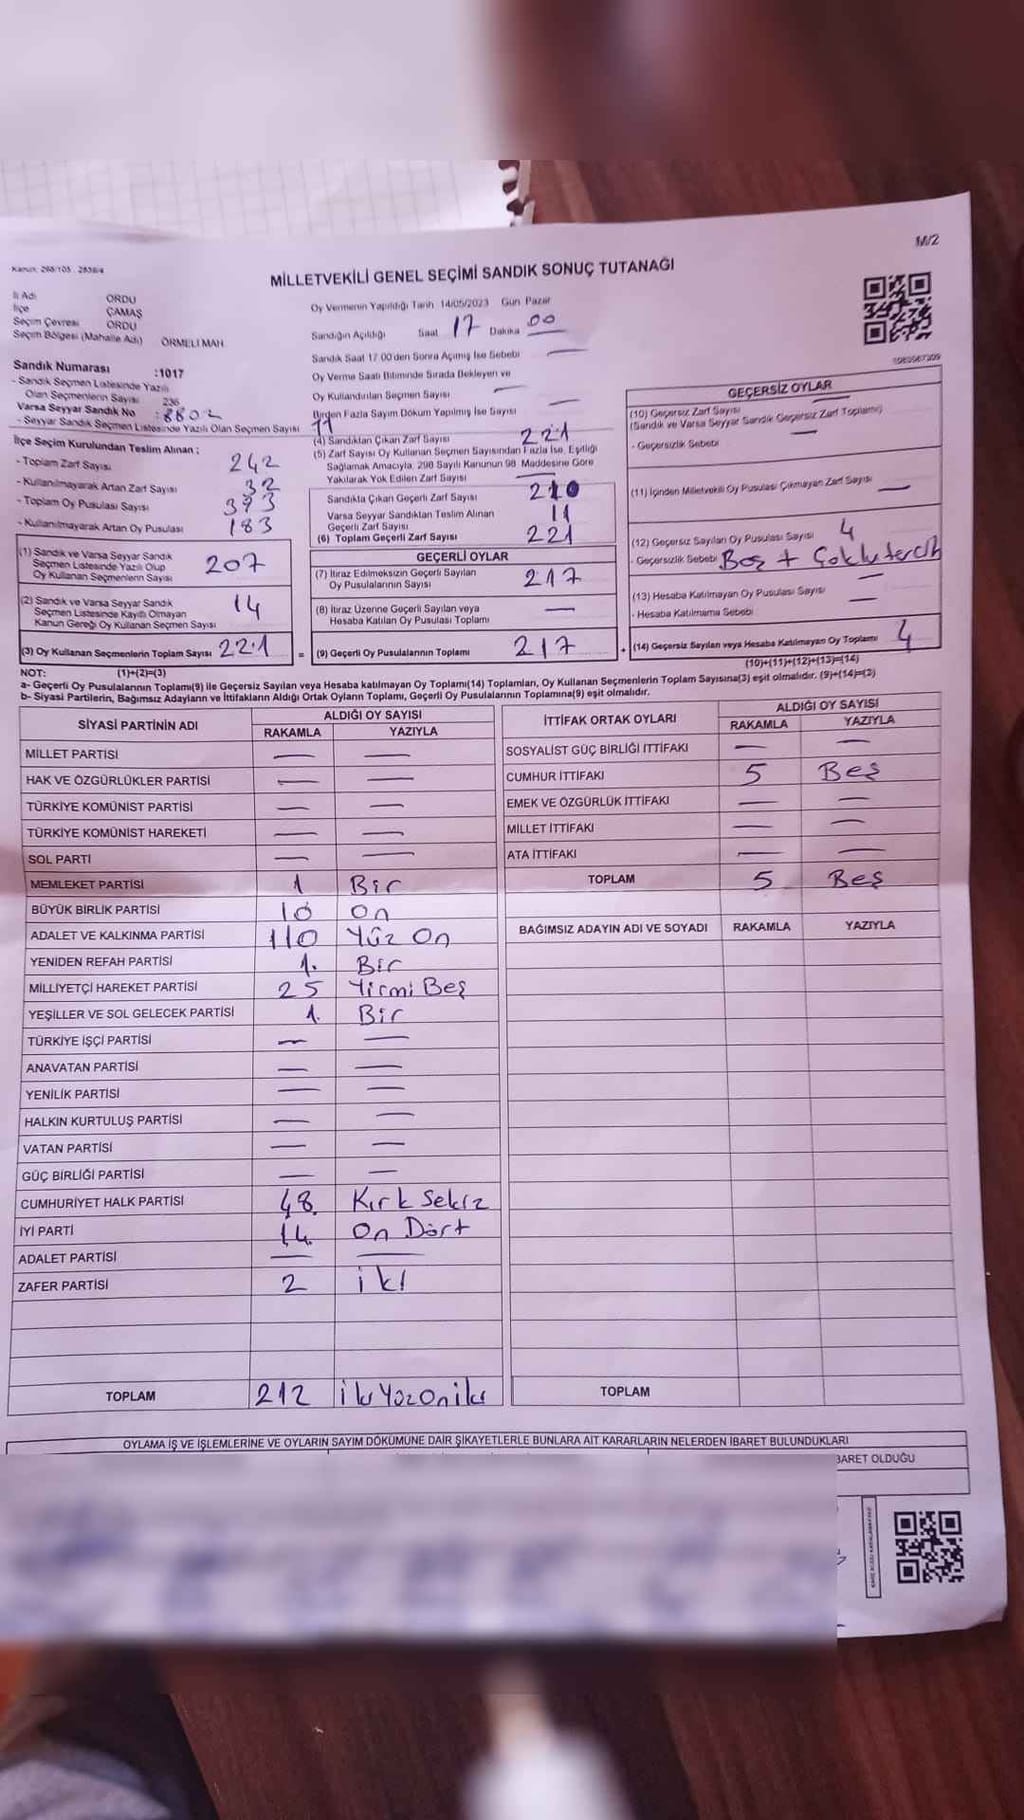 M/2
MİLLETVEKİLİ GENEL SEÇİMİ SANDIK SONUÇ TUTANAĞI
İli Adı ORDU
İlçe ÇAMAŞ
Seçim Çevresi ORDU
Seçim Bölgesi (Mahalle Adı) ÖRMELİ MAH
Sandık Numarası :1017
- Sandık Seçmen Listesinde Yazılı
Olan Seçmenlerin Sayısı 236
Varsa Seyyar Sandık No :8802
- Seyyar Sandık Seçmen Listesinde Yazılı Olan Seçmen Sayısı 11
İlçe Seçim Kurulundan Teslim Alınan :
- Toplam Zarf Sayısı 242
- Kullanılmayarak Artan Zarf Sayısı 32
- Toplam Oy Pusulası Sayısı 393
- Kullanılmayarak Artan Oy Pusulası 183
(1) Sandık ve Varsa Seyyar Sandık
Seçmen Listesinde Yazılı Olup
Oy Kullanan Seçmenlerin Sayısı 207
(2) Sandık ve Varsa Seyyar Sandık
Seçmen Listesinde Kayıtlı Olmayan
Kanun Gereği Oy Kullanan Seçmen Sayısı 14
(3) Oy Kullanan Seçmenlerin Toplam Sayısı 221 =
Oy Vermenin Yapıldığı Tarih 14/05/2023 Gün Pazar
Sandığın Açıldığı Saat 17 Dakika 00
Sandık Saat 17.00'den Sonra Açılmış İse Sebebi —
Oy Verme Saati Bitiminde Sırada Bekleyen ve
Oy Kullandırılan Seçmen Sayısı —
Birden Fazla Sayım Döküm Yapılmış İse Sayısı —
(4) Sandıktan Çıkan Zarf Sayısı 221
(5) Zarf Sayısı Oy Kullanan Seçmen Sayısından Fazla İse, Eşitliği
Sağlamak Amacıyla, 298 Sayılı Kanunun 98. Maddesine Göre
Yakılarak Yok Edilen Zarf Sayısı —
Sandıkta Çıkan Geçerli Zarf Sayısı 210
Varsa Seyyar Sandıktan Teslim Alınan
Geçerli Zarf Sayısı 11
(6) Toplam Geçerli Zarf Sayısı 221
GEÇERLİ OYLAR
(7) İtiraz Edilmeksizin Geçerli Sayılan
Oy Pusulalarının Sayısı 217
(8) İtiraz Üzerine Geçerli Sayılan veya
Hesaba Katılan Oy Pusulası Toplamı —
(9) Geçerli Oy Pusulalarının Toplamı 217 +
GEÇERSİZ OYLAR
(10) Geçersiz Zarf Sayısı —
(Sandık ve Varsa Seyyar Sandık Geçersiz Zarf Toplamı)
- Geçersizlik Sebebi —
(11) İçinden Milletvekili Oy Pusulası Çıkmayan Zarf Sayısı —
(12) Geçersiz Sayılan Oy Pusulası Sayısı 4
- Geçersizlik Sebebi Boş + Çoklu tercih
(13) Hesaba Katılmayan Oy Pusulası Sayısı —
- Hesaba Katılmama Sebebi —
(14) Geçersiz Sayılan veya Hesaba Katılmayan Oy Toplamı 4
NOT: (1)+(2)=(3) (10)+(11)+(12)+(13)=(14)
a- Geçerli Oy Pusulalarının Toplamı(9) ile Geçersiz Sayılan veya Hesaba Katılmayan Oy Toplamı(14) Toplamları, Oy Kullanan Seçmenlerin Toplam Sayısına(3) eşit olmalıdır. (9)+(14)=(3)
b- Siyasi Partilerin, Bağımsız Adayların ve İttifakların Aldığı Ortak Oyların Toplamı, Geçerli Oy Pusulalarının Toplamına(9) eşit olmalıdır.
SİYASİ PARTİNİN ADI ALDIĞI OY SAYISI
RAKAMLA YAZIYLA
MİLLET PARTİSİ — —
HAK VE ÖZGÜRLÜKLER PARTİSİ — —
TÜRKİYE KOMÜNİST PARTİSİ — —
TÜRKİYE KOMÜNİST HAREKETİ — —
SOL PARTİ — —
MEMLEKET PARTİSİ 1 Bir
BÜYÜK BİRLİK PARTİSİ 10 On
ADALET VE KALKINMA PARTİSİ 110 Yüz On
YENİDEN REFAH PARTİSİ 1. Bir
MİLLİYETÇİ HAREKET PARTİSİ 25 Yirmi Beş
YEŞİLLER VE SOL GELECEK PARTİSİ 1. Bir
TÜRKİYE İŞÇİ PARTİSİ — —
ANAVATAN PARTİSİ — —
YENİLİK PARTİSİ — —
HALKIN KURTULUŞ PARTİSİ — —
VATAN PARTİSİ — —
GÜÇ BİRLİĞİ PARTİSİ — —
CUMHURİYET HALK PARTİSİ 48. Kırk Sekiz
İYİ PARTİ 14. On Dört
ADALET PARTİSİ — —
ZAFER PARTİSİ 2 iki
TOPLAM 212 iki Yüz On iki
İTTİFAK ORTAK OYLARI ALDIĞI OY SAYISI
RAKAMLA YAZIYLA
SOSYALİST GÜÇ BİRLİĞİ İTTİFAKI — —
CUMHUR İTTİFAKI 5 Beş
EMEK VE ÖZGÜRLÜK İTTİFAKI — —
MİLLET İTTİFAKI — —
ATA İTTİFAKI — —
TOPLAM 5 Beş
BAĞIMSIZ ADAYIN ADI VE SOYADI RAKAMLA YAZIYLA
TOPLAM
OYLAMA İŞ VE İŞLEMLERİNE VE OYLARIN SAYIM DÖKÜMÜNE DAİR ŞİKAYETLERLE BUNLARA AİT KARARLARIN NELERDEN İBARET BULUNDUKLARI
BARET OLDUĞU